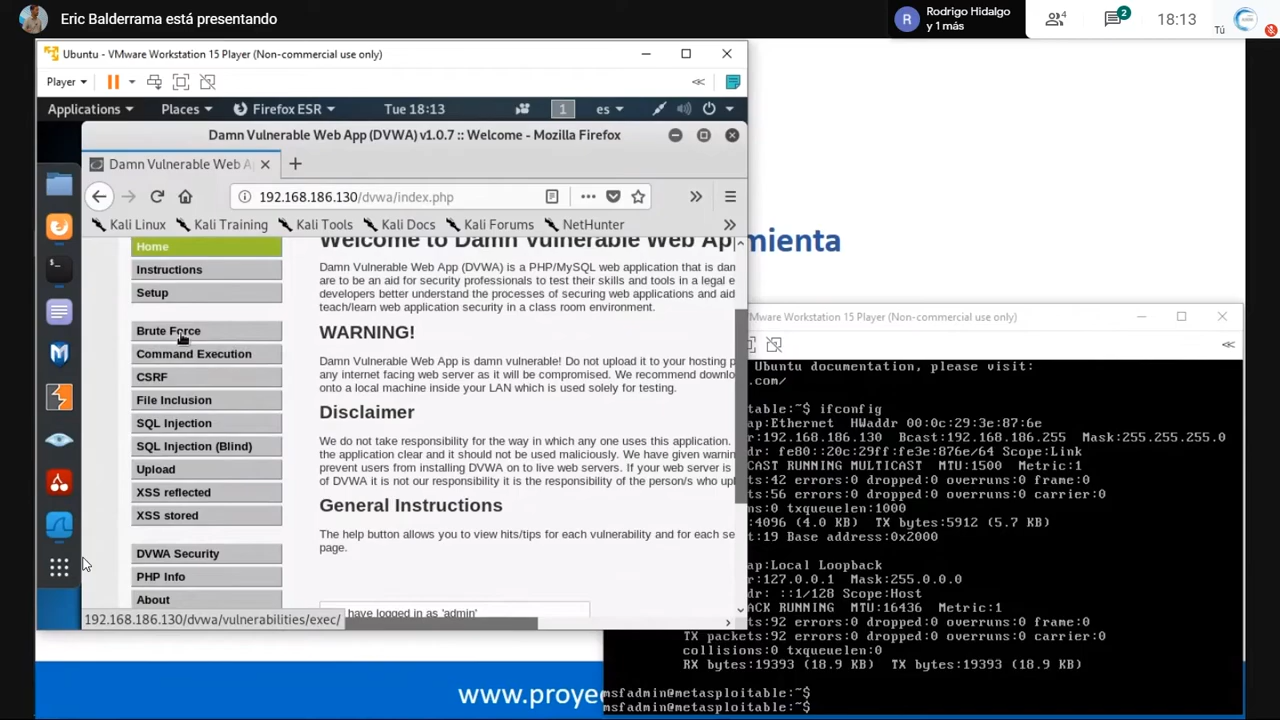 Eric Balderrama está presentando
Rodrigo Hidalgo
y 1 más
R
4
2
18:13
Tú
Ubuntu - VMware Workstation 15 Player (Non-commercial use only)
Player
Applications
Places
Firefox ESR
Tue 18:13
1
es
Damn Vulnerable Web App (DVWA) v1.0.7 :: Welcome - Mozilla Firefox
Damn Vulnerable Web A
192.168.186.130/dvwa/index.php
Kali Linux
Kali Training
Kali Tools
Kali Docs
Kali Forums
NetHunter
Home
Instructions
Setup
Brute Force
Command Execution
CSRF
File Inclusion
SQL Injection
SQL Injection (Blind)
Upload
XSS reflected
XSS stored
DVWA Security
PHP Info
About
192.168.186.130/dvwa/vulnerabilities/exec/
Welcome to Damn Vulnerable Web Ap
Damn Vulnerable Web App (DVWA) is a PHP/MySQL web application that is dan
are to be an aid for security professionals to test their skills and tools in a legal e
developers better understand the processes of securing web applications and aid
teach/learn web application security in a class room environment.
WARNING!
Damn Vulnerable Web App is damn vulnerable! Do not upload it to your hosting p
any internet facing web server as it will be compromised. We recommend downlo
onto a local machine inside your LAN which is used solely for testing.
Disclaimer
We do not take responsibility for the way in which any one uses this application.
the application clear and it should not be used maliciously. We have given warnin
prevent users from installing DVWA on to live web servers. If your web server is
of DVWA it is not our responsibility it is the responsibility of the person/s who upl
General Instructions
The help button allows you to view hits/tips for each vulnerability and for each se
page.
have logged in as 'admin'
mienta
Mware Workstation 15 Player (Non-commercial use only)
Ubuntu documentation, please visit:
.com/
table:~$ ifconfig
ap:Ethernet HWaddr 00:0c:29:3e:87:6e
r:192.168.186.130 Bcast:192.168.186.255 Mask:255.255.255.0
dr: fe80::20c:29ff:fe3e:876e/64 Scope:Link
CAST RUNNING MULTICAST MTU:1500 Metric:1
ts:42 errors:0 dropped:0 overruns:0 frame:0
ts:56 errors:0 dropped:0 overruns:0 carrier:0
ns:0 txqueuelen:1000
:4096 (4.0 KB) TX bytes:5912 (5.7 KB)
t:19 Base address:0x2000
ap:Local Loopback
r:127.0.0.1 Mask:255.0.0.0
dr: ::1/128 Scope:Host
ACK RUNNING MTU:16436 Metric:1
ts:92 errors:0 dropped:0 overruns:0 frame:0
TX packets:92 errors:0 dropped:0 overruns:0 carrier:0
collisions:0 txqueuelen:0
RX bytes:19393 (18.9 KB) TX bytes:19393 (18.9 KB)
msfadmin@metasploitable:~$
msfadmin@metasploitable:~$
www.proye